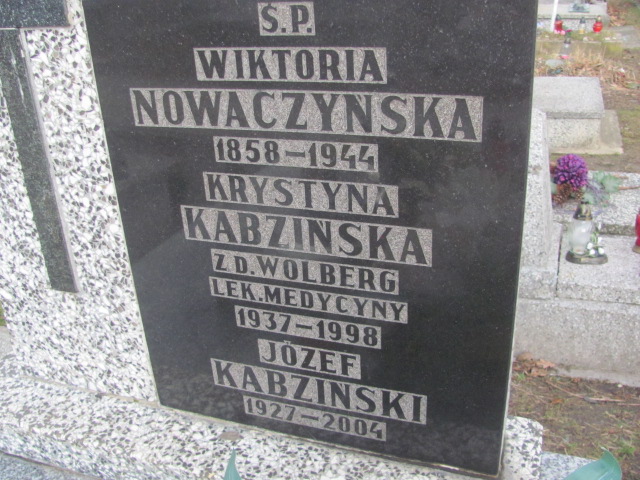 Ś.P.
WIKTORIA
NOWACZYŃSKA
1858–1944
KRYSTYNA
KABZIŃSKA
Z D. WOLBERG
LEK. MEDYCYNY
1937–1998
JÓZEF
KABZIŃSKI
1927–2004